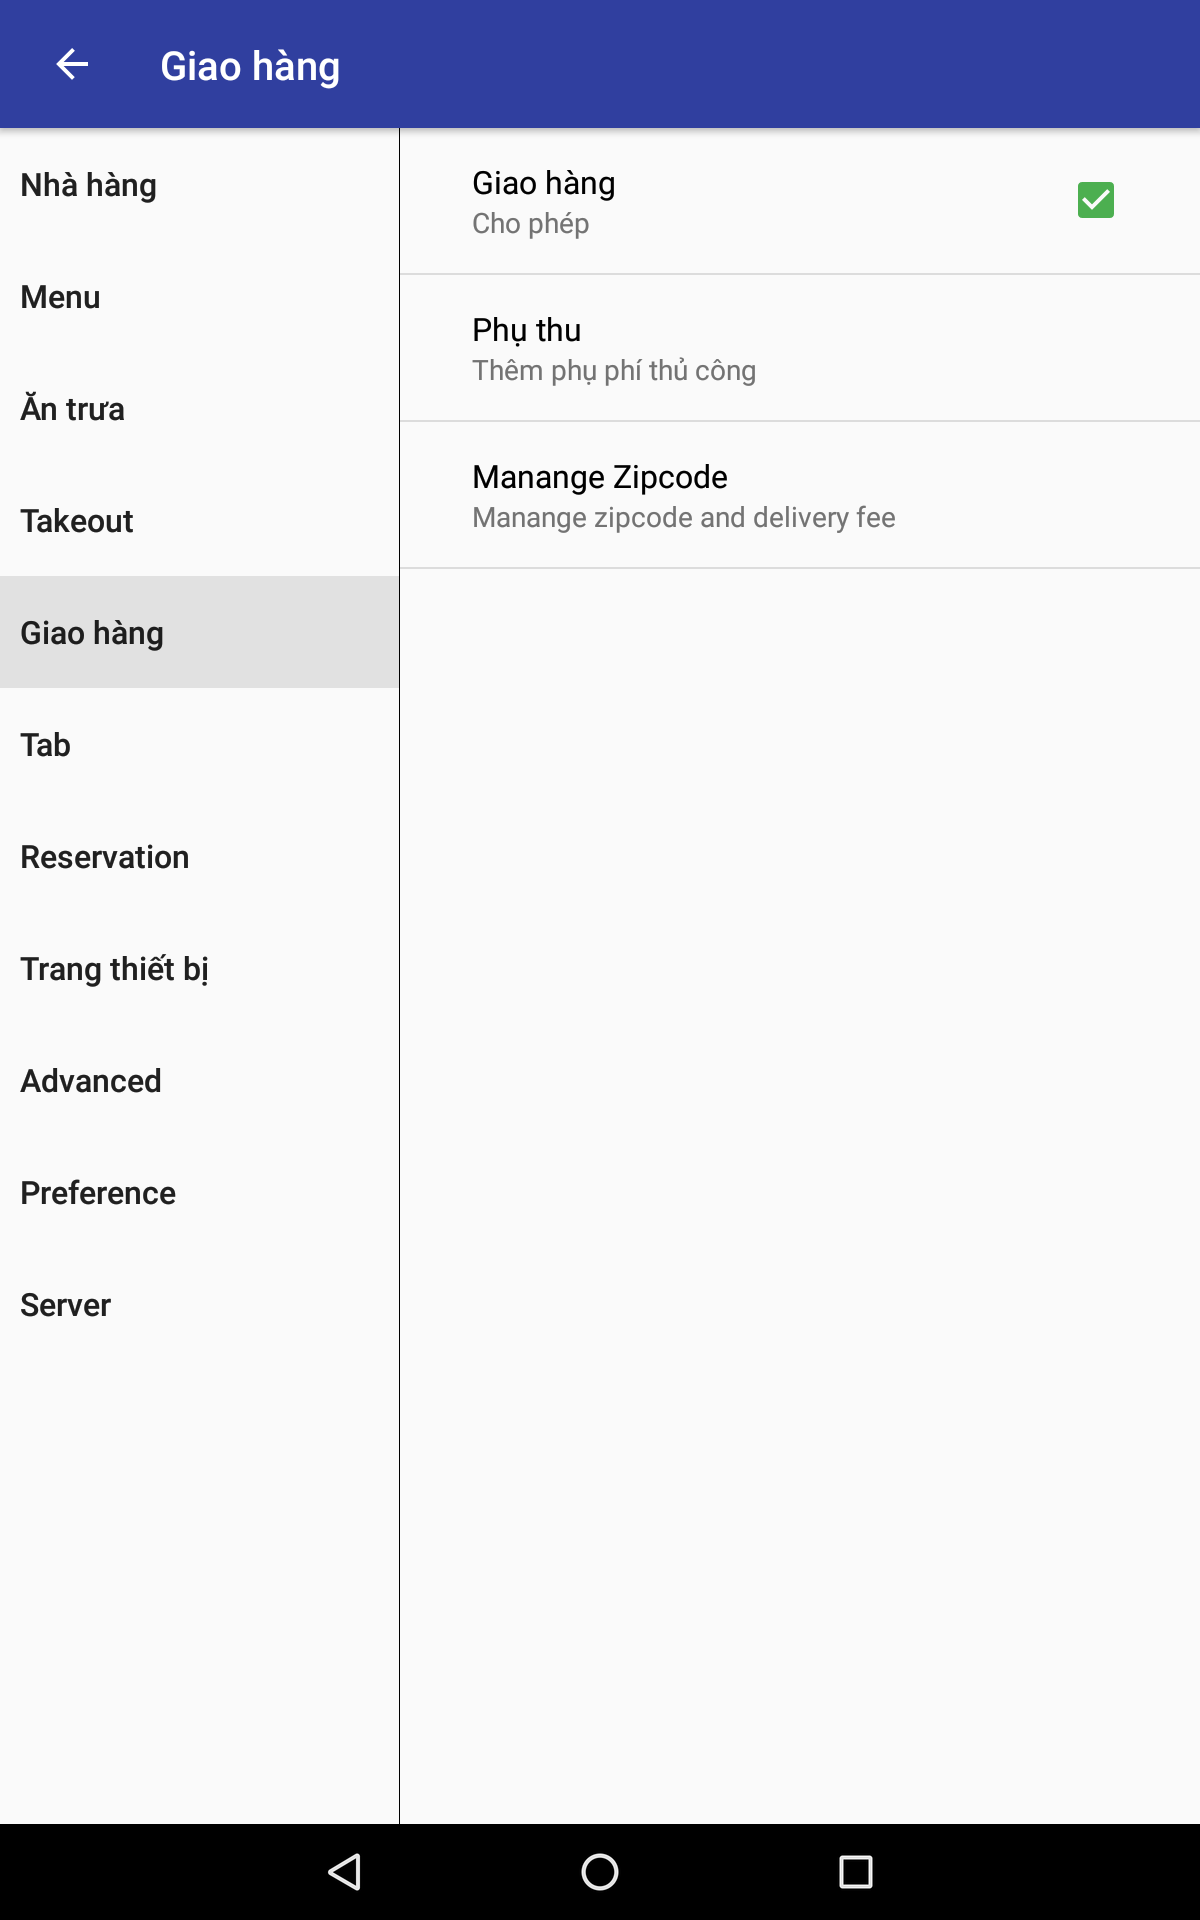 Giao hàng
Nhà hàng
Menu
Ăn trưa
Takeout
Giao hàng
Tab
Reservation
Trang thiết bị
Advanced
Preference
Server
Giao hàng
Cho phép
Phụ thu
Thêm phụ phí thủ công
Manange Zipcode
Manange zipcode and delivery fee